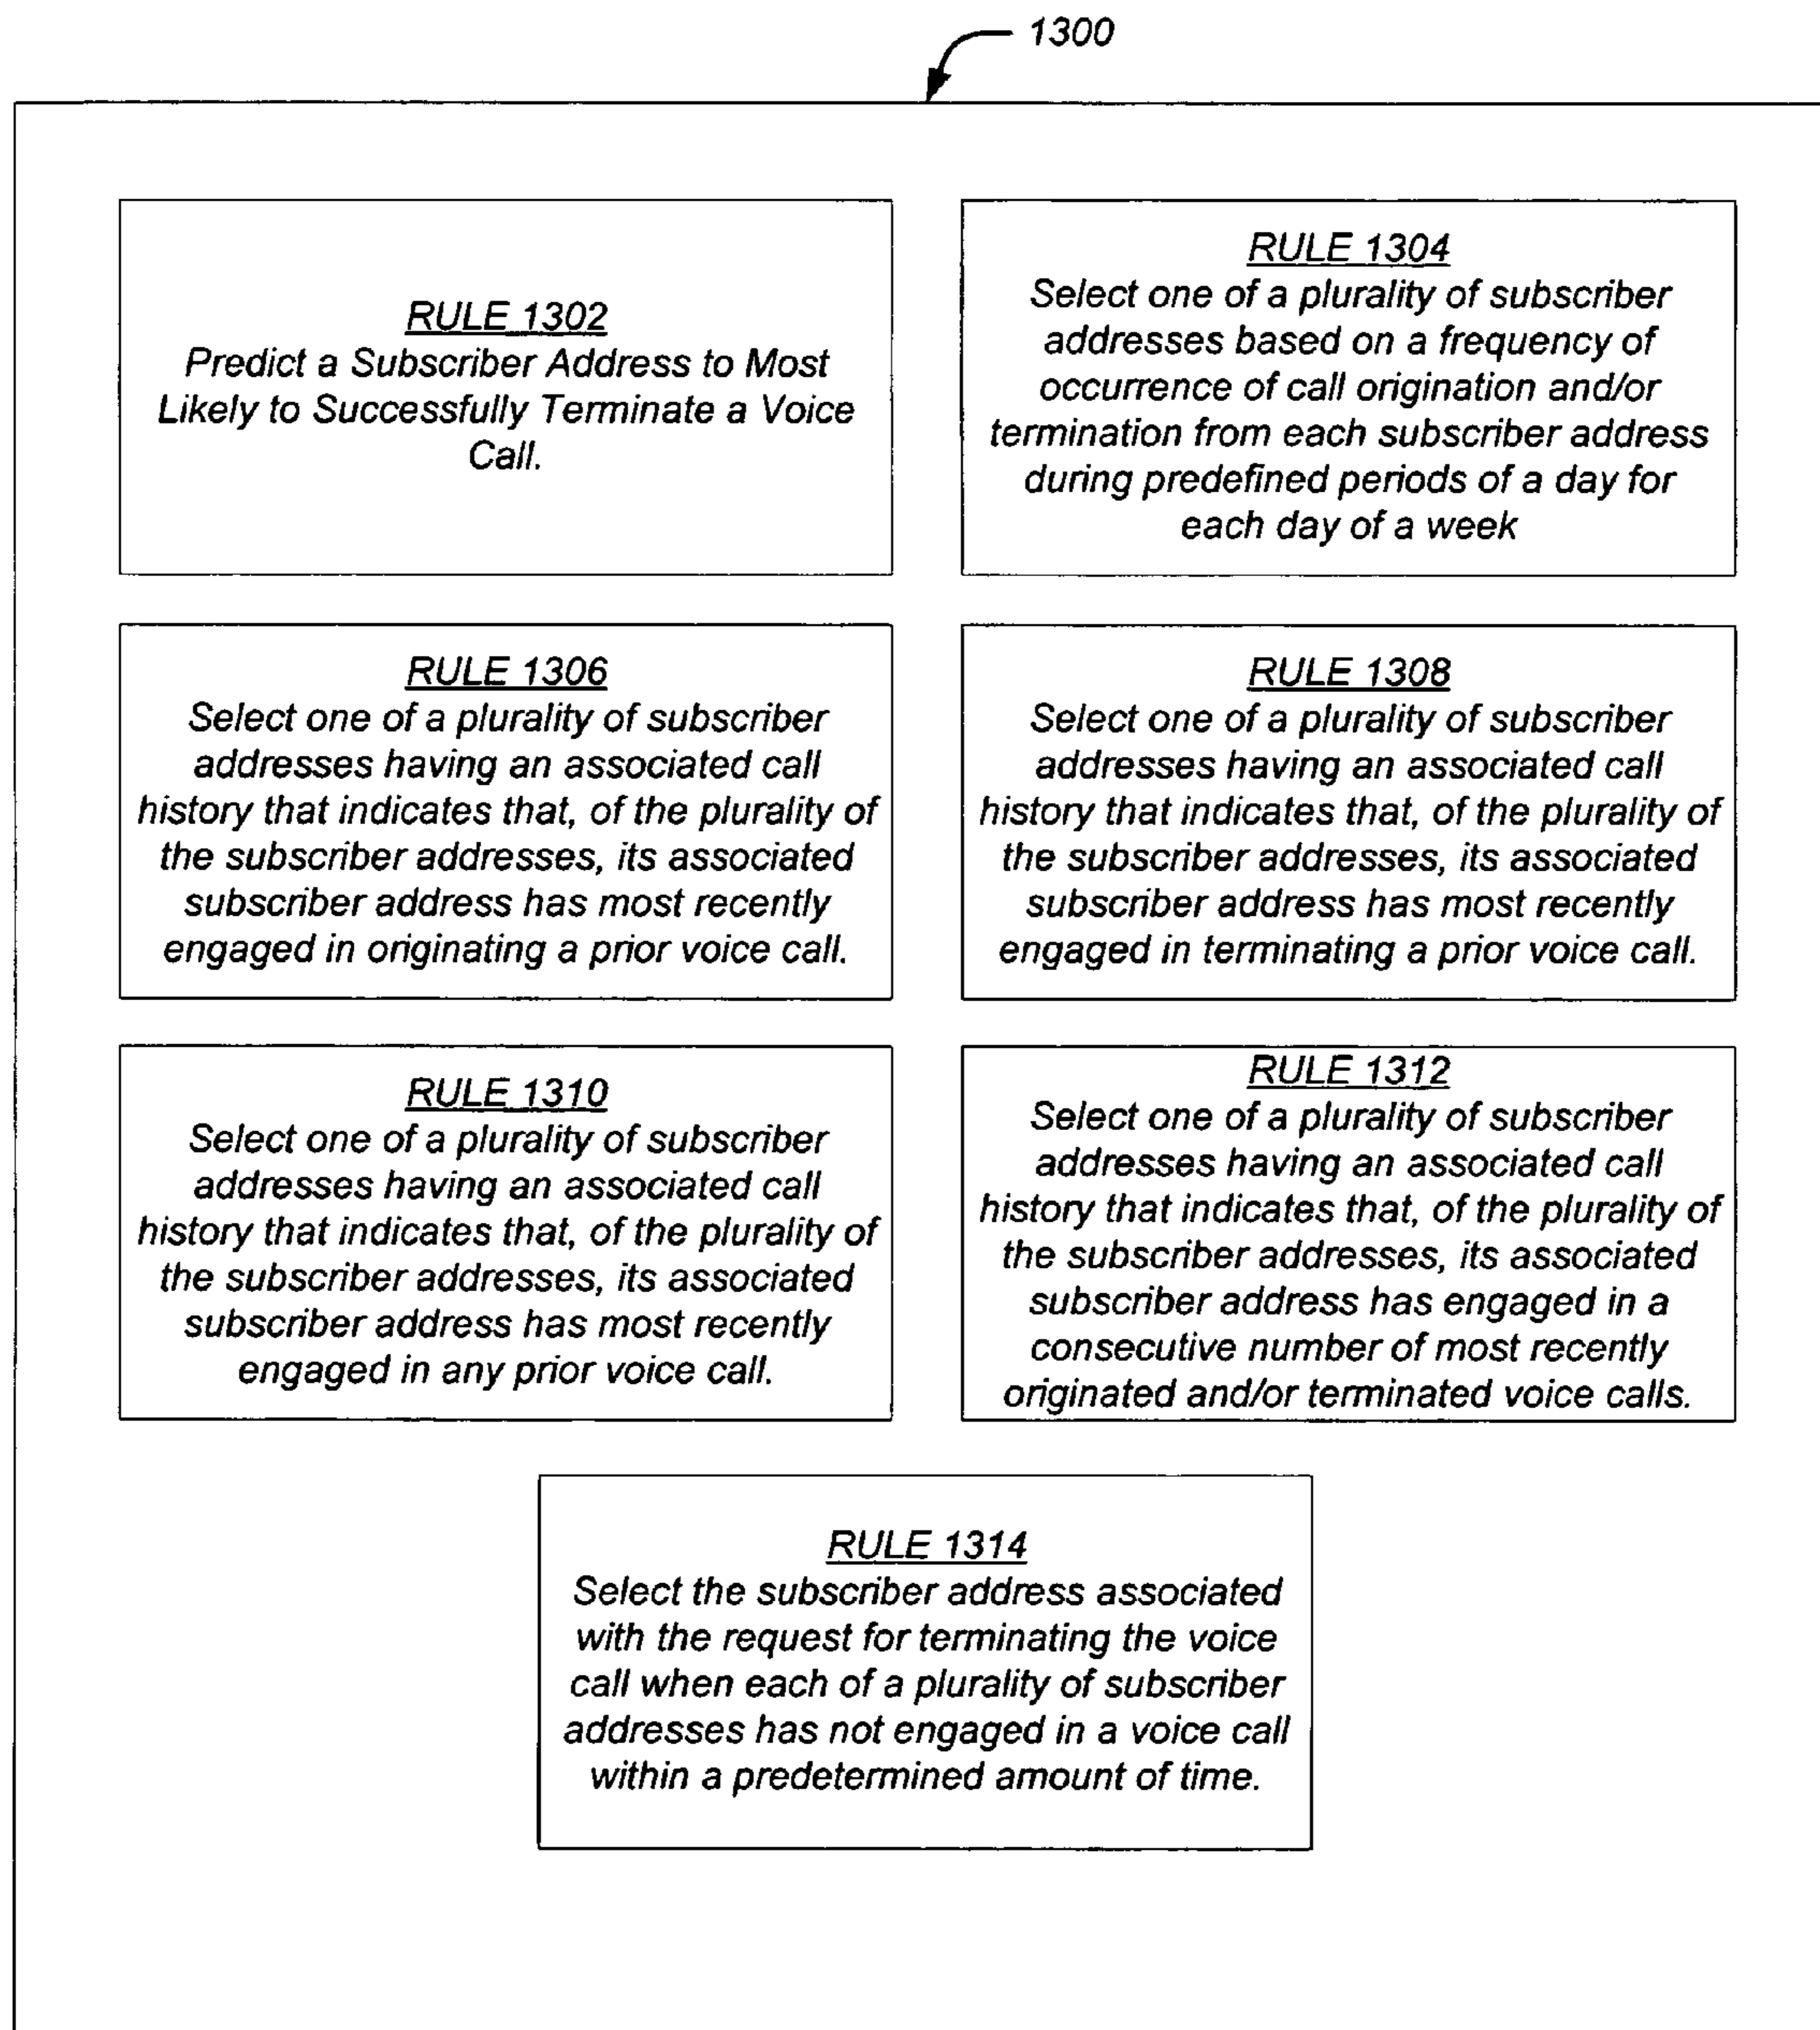 1300
RULE 1302
Predict a Subscriber Address to Most
Likely to Successfully Terminate a Voice
Call.
RULE 1304
Select one of a plurality of subscriber
addresses based on a frequency of
occurrence of call origination and/or
termination from each subscriber address
during predefined periods of a day for
each day of a week
RULE 1306
Select one of a plurality of subscriber
addresses having an associated call
history that indicates that, of the plurality of
the subscriber addresses, its associated
subscriber address has most recently
engaged in originating a prior voice call.
RULE 1308
Select one of a plurality of subscriber
addresses having an associated call
history that indicates that, of the plurality of
the subscriber addresses, its associated
subscriber address has most recently
engaged in terminating a prior voice call.
RULE 1310
Select one of a plurality of subscriber
addresses having an associated call
history that indicates that, of the plurality of
the subscriber addresses, its associated
subscriber address has most recently
engaged in any prior voice call.
RULE 1312
Select one of a plurality of subscriber
addresses having an associated call
history that indicates that, of the plurality of
the subscriber addresses, its associated
subscriber address has engaged in a
consecutive number of most recently
originated and/or terminated voice calls.
RULE 1314
Select the subscriber address associated
with the request for terminating the voice
call when each of a plurality of subscriber
addresses has not engaged in a voice call
within a predetermined amount of time.